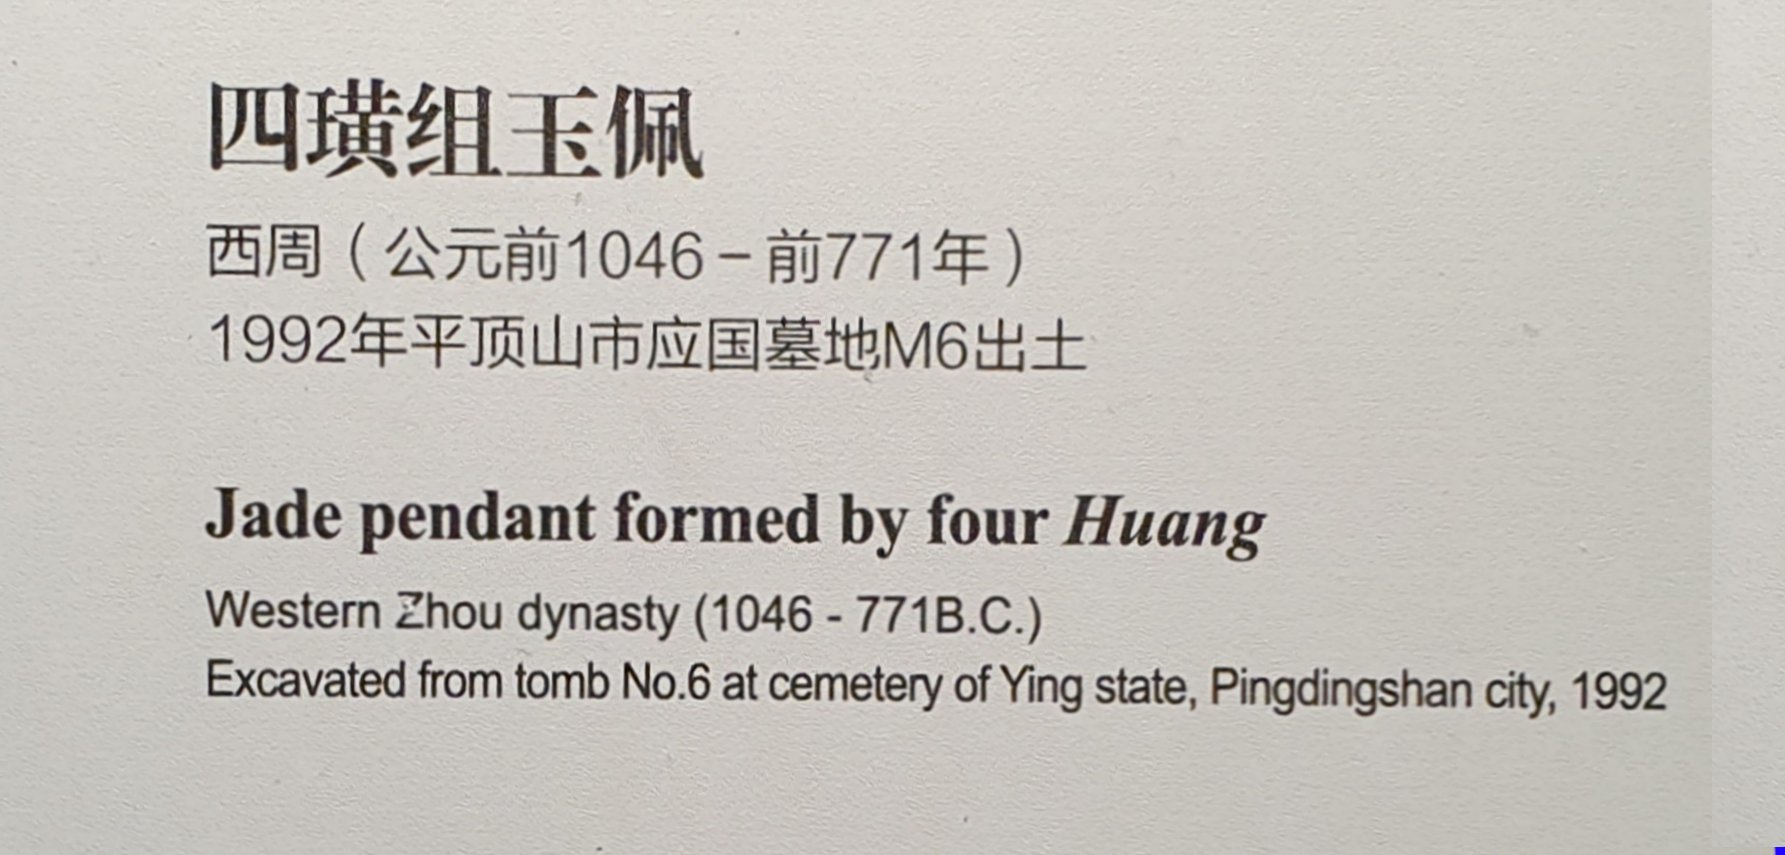 四璜组玉佩
西周（公元前1046－前771年）
1992年平顶山市应国墓地M6出土
Jade pendant formed by four Huang
Western Zhou dynasty (1046 - 771B.C.)
Excavated from tomb No.6 at cemetery of Ying state, Pingdingshan city, 1992